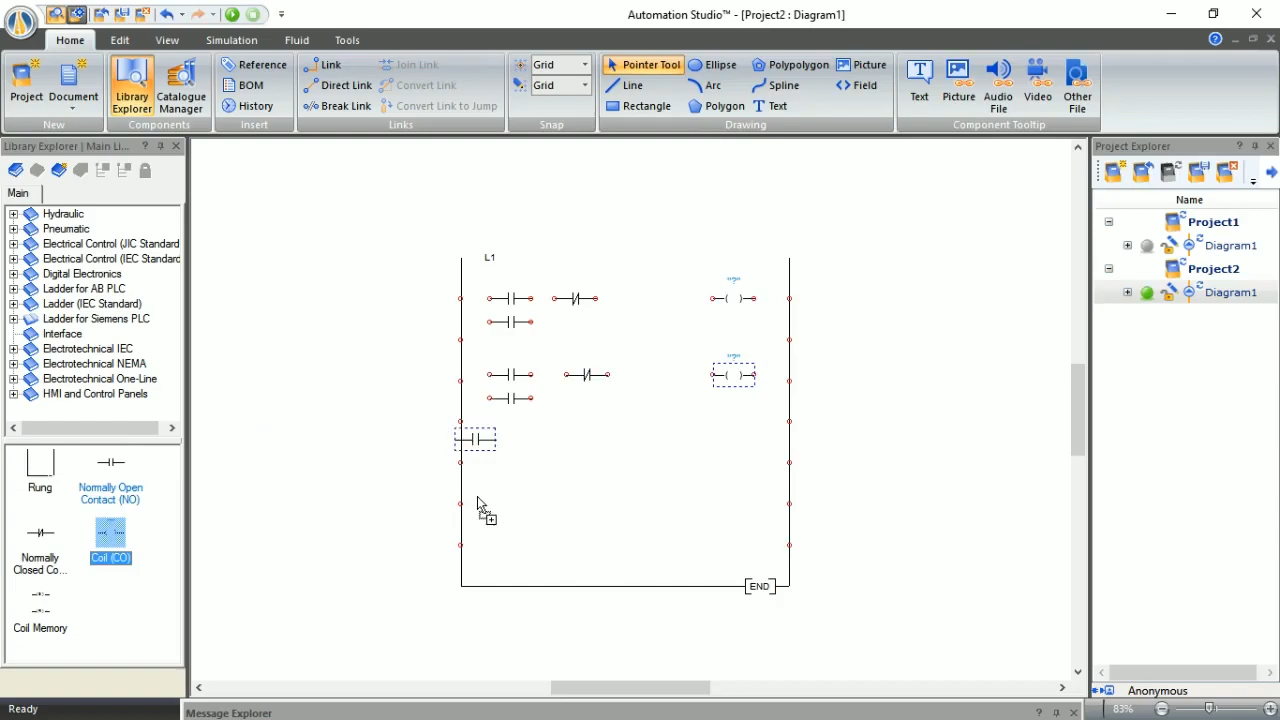 Automation Studio™ - [Project2 : Diagram1]
Home Edit View Simulation Fluid Tools
Project
Document
Library Explorer
Catalogue Manager
Reference
BOM
History
Link
Direct Link
Break Link
Join Link
Convert Link
Convert Link to Jump
Grid
Grid
Pointer Tool
Line
Rectangle
Ellipse
Arc
Polygon
Polypolygon
Spline
Text
Picture
Field
Text
Picture
Audio File
Video
Other File
New
Components
Insert
Links
Snap
Drawing
Component Tooltip
Library Explorer | Main Li...
Main
Hydraulic
Pneumatic
Electrical Control (JIC Standard
Electrical Control (IEC Standard
Digital Electronics
Ladder for AB PLC
Ladder (IEC Standard)
Ladder for Siemens PLC
Interface
Electrotechnical IEC
Electrotechnical NEMA
Electrotechnical One-Line
HMI and Control Panels
Rung
Normally Open
Contact (NO)
Normally
Closed Co...
Coil (CO)
Coil Memory
L1
"?"
"?"
END
Project Explorer
Name
Project1
Diagram1
Project2
Diagram1
Anonymous
Ready
Message Explorer
83%